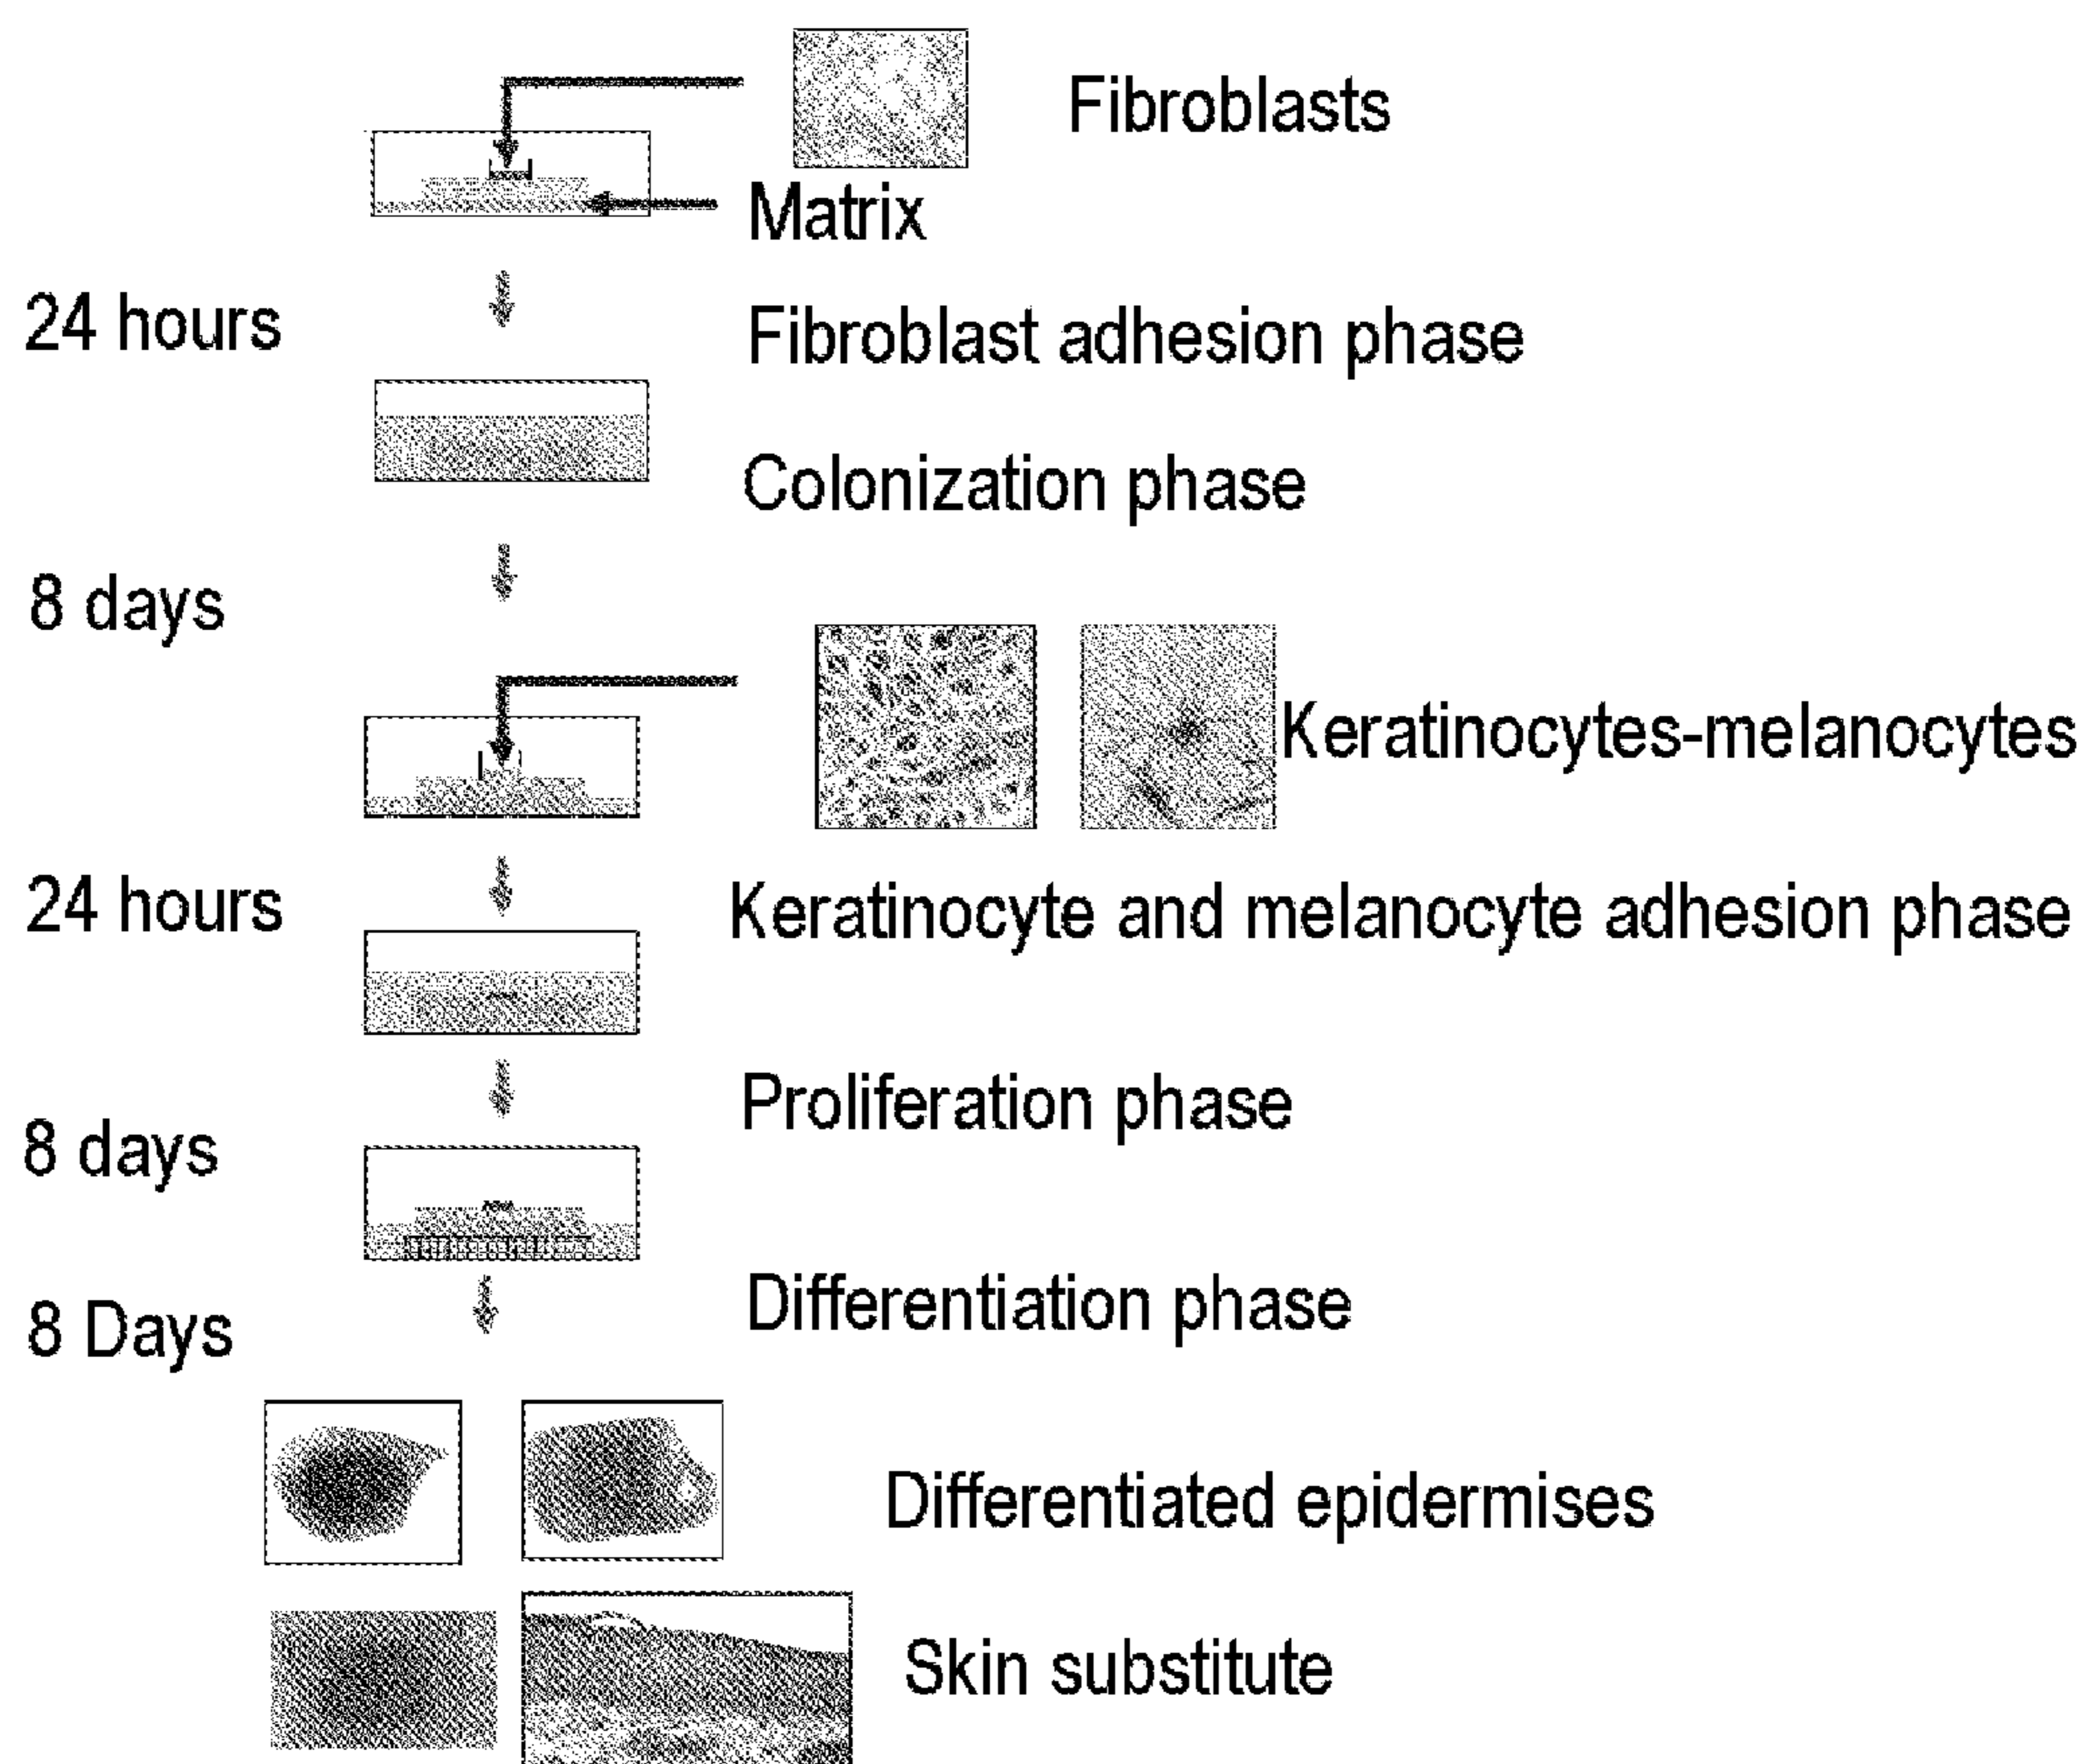 Fibroblasts
Matrix
24 hours
Fibroblast adhesion phase
Colonization phase
8 days
Keratinocytes-melanocytes
24 hours
Keratinocyte and melanocyte adhesion phase
Proliferation phase
8 days
Differentiation phase
8 Days
Differentiated epidermises
Skin substitute